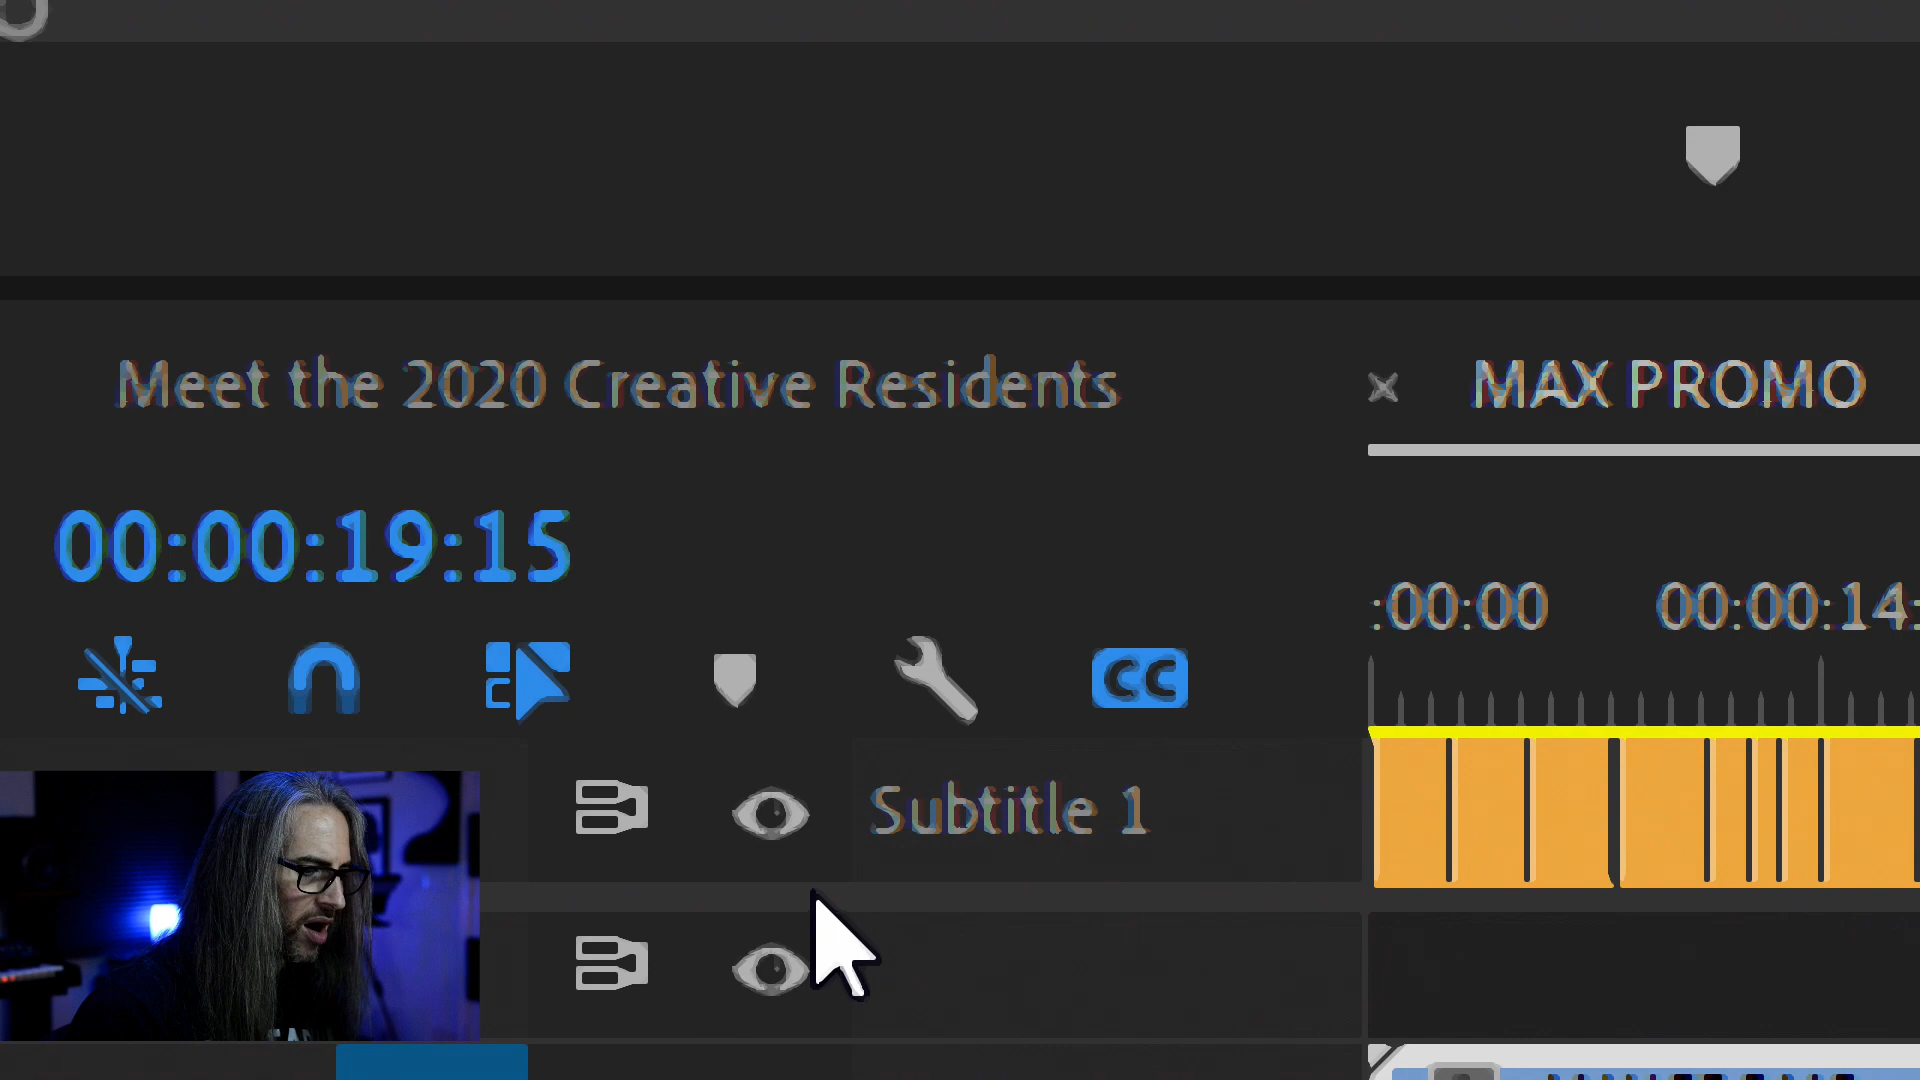 Meet the 2020 Creative Residents
MAX PROMO
00:00:19:15
:00:00
00:00:14:
CC
Subtitle 1